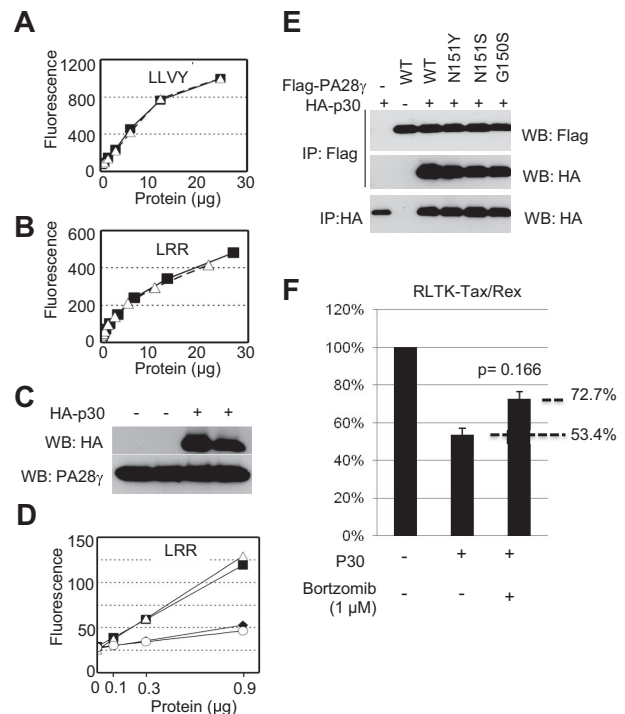 A
Fluorescence
1200
800
400
0
LLVY
0 10 20 30
Protein (µg)
B
Fluorescence
600
400
200
0
LRR
0 10 20 30
Protein (µg)
C
HA-p30 - - + +
WB: HA
WB: PA28γ
D
Fluorescence
150
100
50
0
LRR
0 0.1 0.3 0.9
Protein (µg)
E
Flag-PA28γ - WT WT N151Y N151S G150S
HA-p30 + - + + + +
IP: Flag
WB: Flag
WB: HA
IP:HA
WB: HA
F
RLTK-Tax/Rex
120%
100%
80%
60%
40%
20%
0%
p= 0.166
72.7%
53.4%
P30 - + +
Bortzomib
(1 µM) - - +